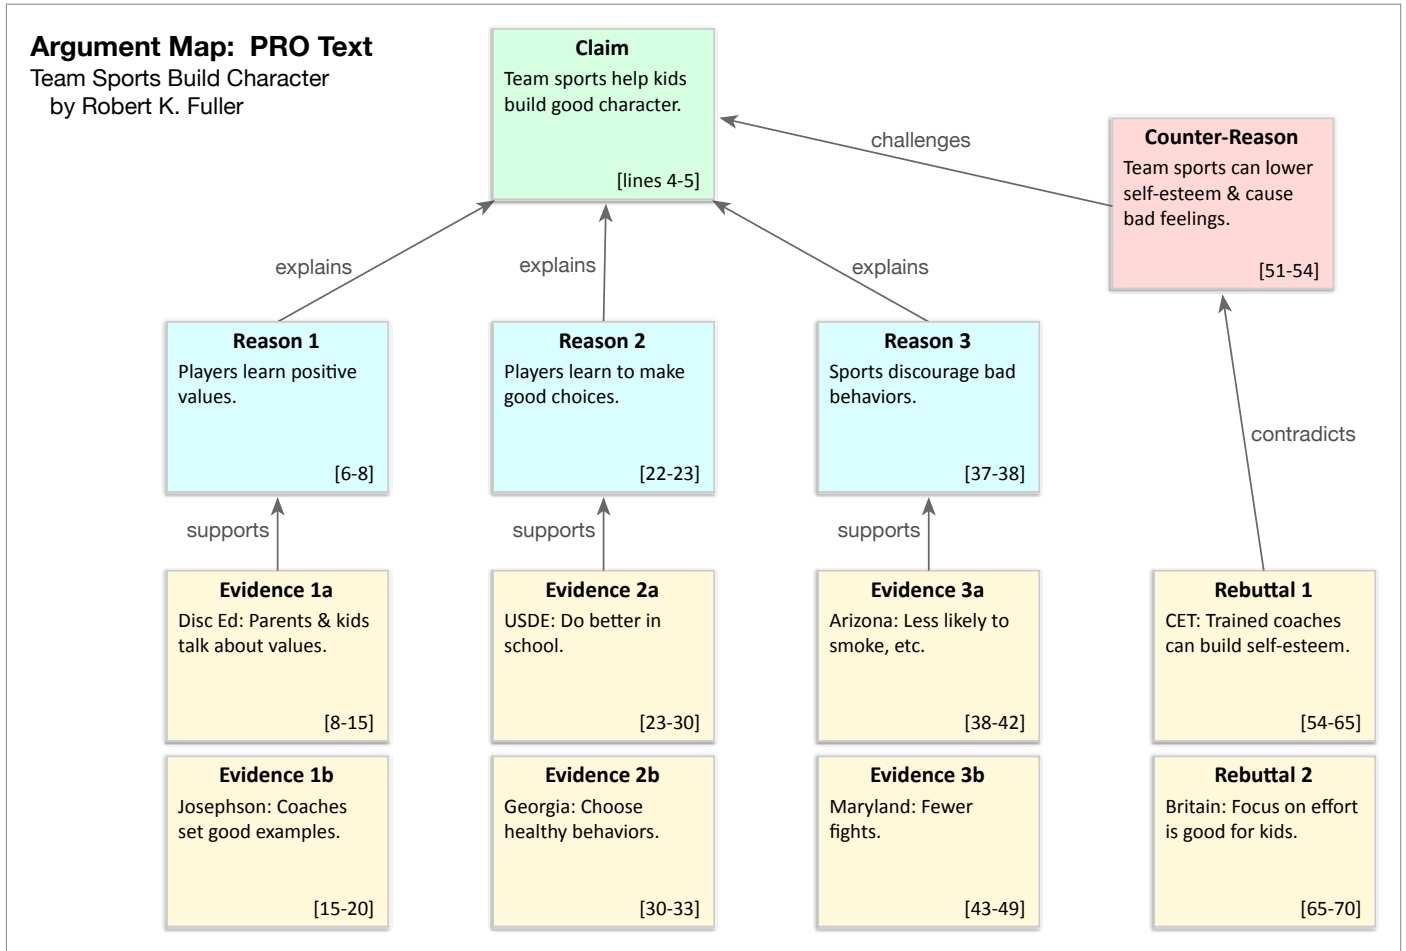 Argument Map: PRO Text
Team Sports Build Character
by Robert K. Fuller
Claim
Team sports help kids
build good character.
[lines 4-5]
challenges
Counter-Reason
Team sports can lower
self-esteem & cause
bad feelings.
[51-54]
explains
explains
explains
Reason 1
Players learn positive
values.
[6-8]
Reason 2
Players learn to make
good choices.
[22-23]
Reason 3
Sports discourage bad
behaviors.
[37-38]
contradicts
supports
supports
supports
Evidence 1a
Disc Ed: Parents & kids
talk about values.
[8-15]
Evidence 2a
USDE: Do better in
school.
[23-30]
Evidence 3a
Arizona: Less likely to
smoke, etc.
[38-42]
Rebuttal 1
CET: Trained coaches
can build self-esteem.
[54-65]
Evidence 1b
Josephson: Coaches
set good examples.
[15-20]
Evidence 2b
Georgia: Choose
healthy behaviors.
[30-33]
Evidence 3b
Maryland: Fewer
fights.
[43-49]
Rebuttal 2
Britain: Focus on effort
is good for kids.
[65-70]